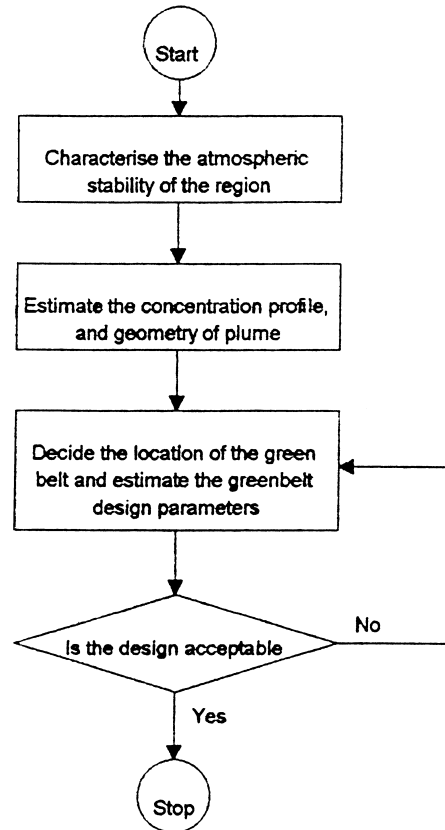 Start
Characterise the atmospheric
stability of the region
Estimate the concentration profile,
and geometry of plume
Decide the location of the green
belt and estimate the greenbelt
design parameters
Is the design acceptable
No
Yes
Stop